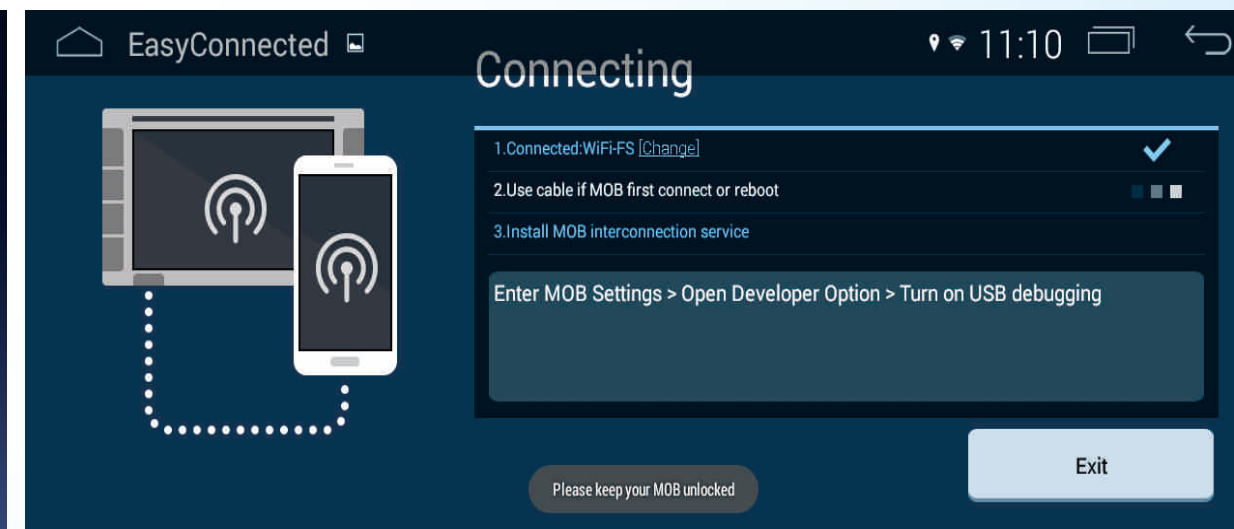 EasyConnected
11:10
Connecting
1.Connected:WiFi-FS [Change]
2.Use cable if MOB first connect or reboot
3.Install MOB interconnection service
Enter MOB Settings > Open Developer Option > Turn on USB debugging
Exit
Please keep your MOB unlocked